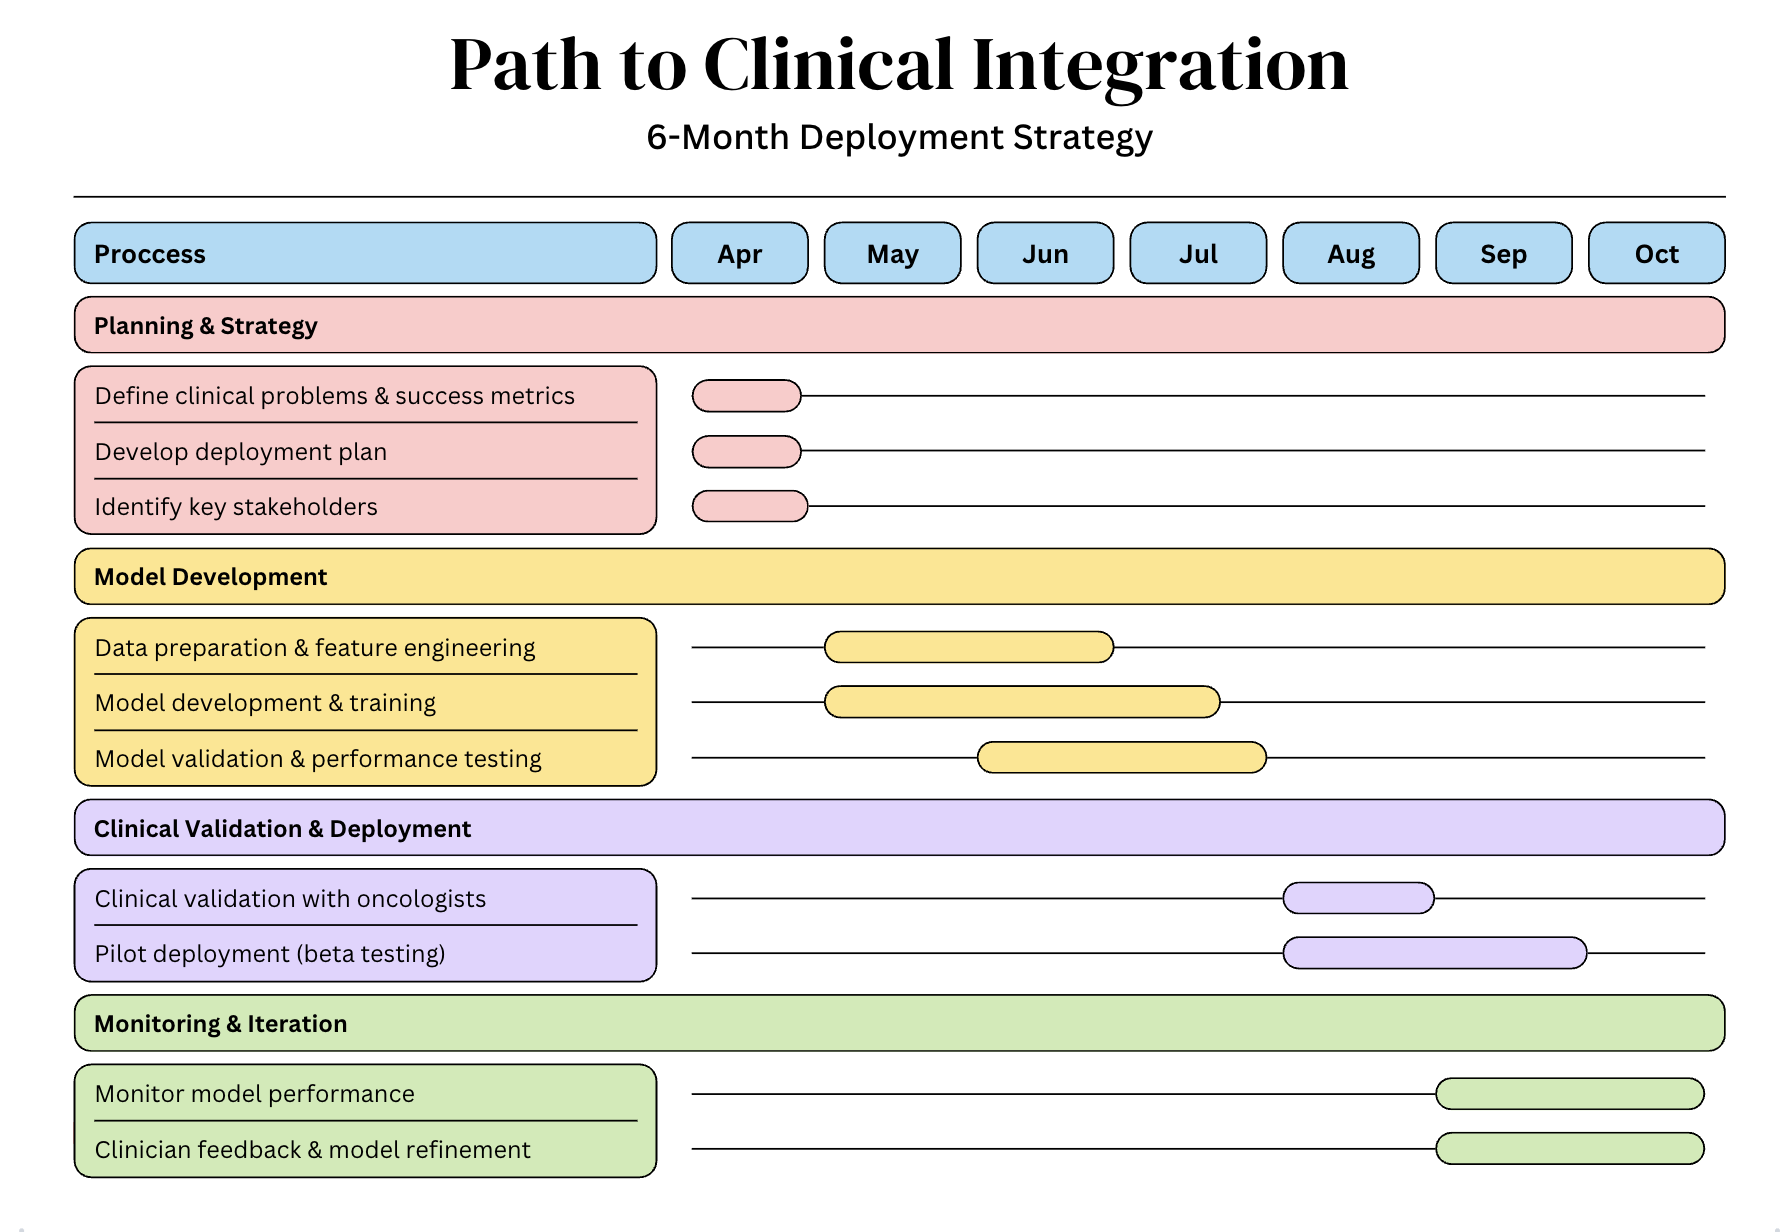 Path to Clinical Integration
6-Month Deployment Strategy
Proccess Apr May Jun Jul Aug Sep Oct
Planning & Strategy
Define clinical problems & success metrics
Develop deployment plan
Identify key stakeholders
Model Development
Data preparation & feature engineering
Model development & training
Model validation & performance testing
Clinical Validation & Deployment
Clinical validation with oncologists
Pilot deployment (beta testing)
Monitoring & Iteration
Monitor model performance
Clinician feedback & model refinement